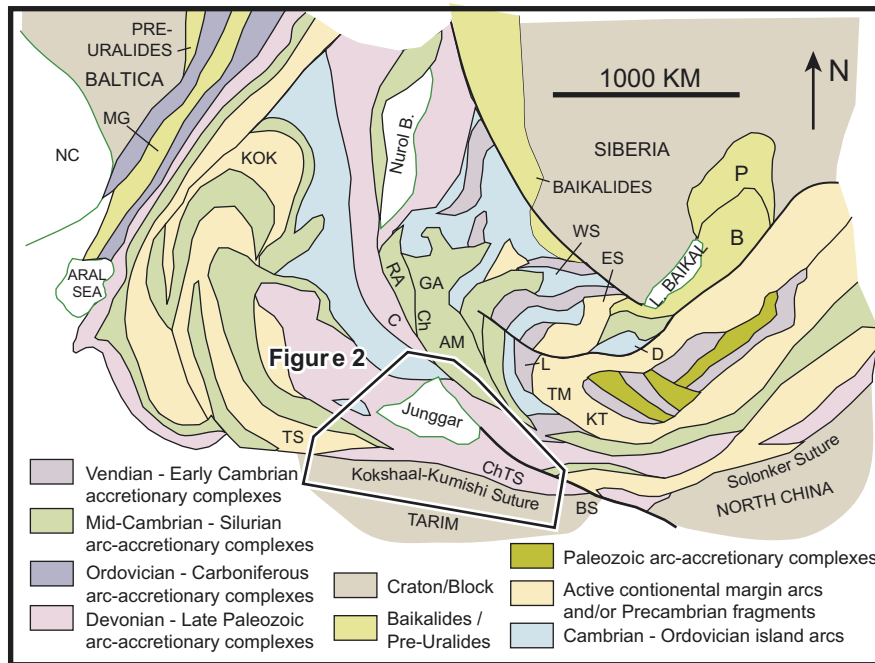 PRE-
URALIDES
BALTICA
MG
NC
KOK
Nurol B.
1000 KM
N
SIBERIA
BAIKALIDES
P
B
L. BAIKAL
WS
ES
ARAL
SEA
RA
GA
Ch
C
AM
D
L
TM
KT
Figure 2
Junggar
TS
ChTS
Kokshaal-Kumishi Suture
BS
TARIM
Solonker Suture
NORTH CHINA
Vendian - Early Cambrian
accretionary complexes
Mid-Cambrian - Silurian
arc-accretionary complexes
Ordovician - Carboniferous
arc-accretionary complexes
Devonian - Late Paleozoic
arc-accretionary complexes
Craton/Block
Baikalides /
Pre-Uralides
Paleozoic arc-accretionary complexes
Active contionental margin arcs
and/or Precambrian fragments
Cambrian - Ordovician island arcs